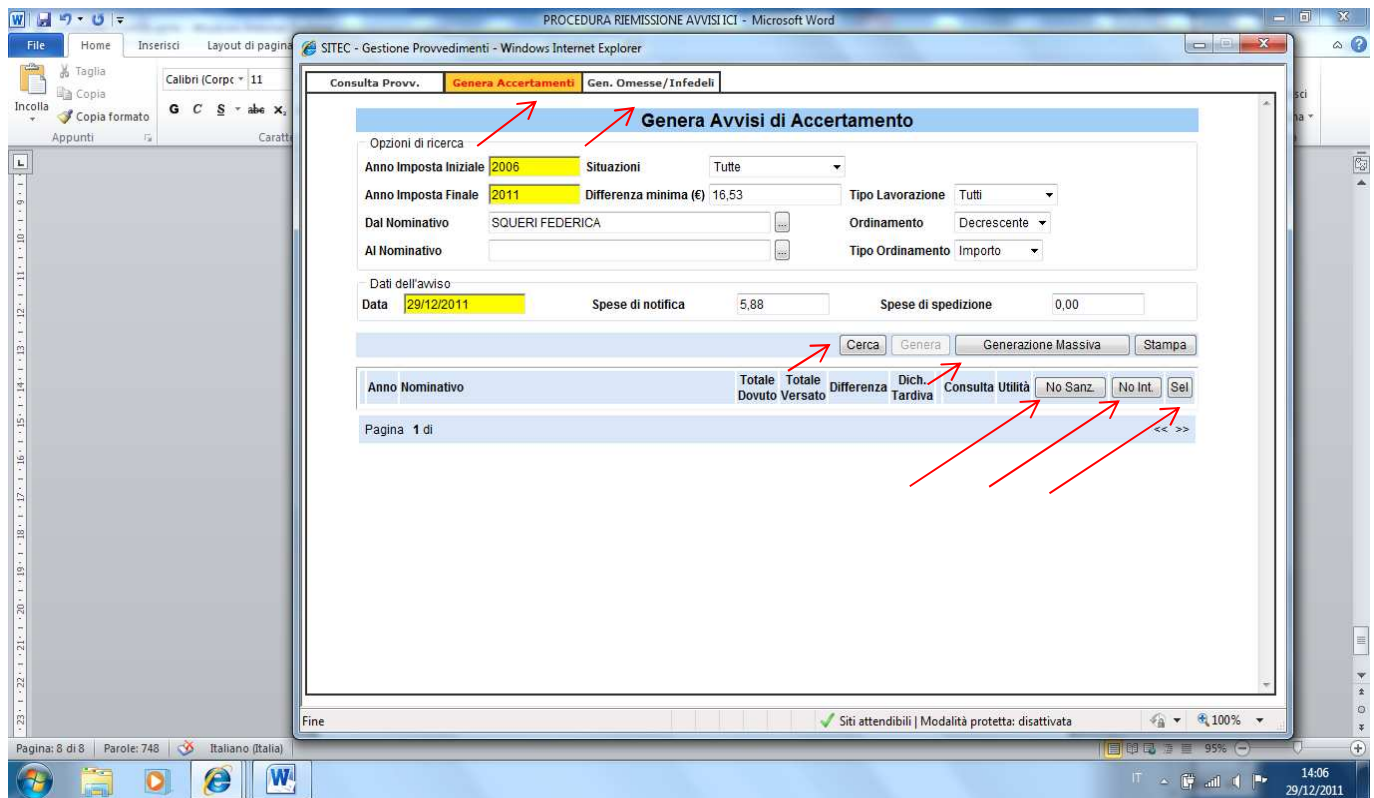 PROCEDURA RIEMISSIONE AVVISI ICI - Microsoft Word
File Home Inserisci Layout di pagina
SITEC - Gestione Provvedimenti - Windows Internet Explorer
Taglia
Copia
Copia formato
Incolla
Appunti
Calibri (Corpc 11
G C S abe x,
Caratt
sci
na
Consulta Provv. Genera Accertamenti Gen. Omesse/Infedeli
Genera Avvisi di Accertamento
Opzioni di ricerca
Anno Imposta Iniziale 2006 Situazioni Tutte
Anno Imposta Finale 2011 Differenza minima (€) 16,53 Tipo Lavorazione Tutti
Dal Nominativo SQUERI FEDERICA ... Ordinamento Decrescente
Al Nominativo ... Tipo Ordinamento Importo
Dati dell'avviso
Data 29/12/2011 Spese di notifica 5,88 Spese di spedizione 0,00
Cerca Genera Generazione Massiva Stampa
Anno Nominativo Totale Dovuto Totale Versato Differenza Dich. Tardiva Consulta Utilità No Sanz. No Int. Sel
Pagina 1 di << >>
Fine Siti attendibili | Modalità protetta: disattivata 100%
Pagina: 8 di 8 Parole: 748 Italiano (Italia) 95%
IT 14:06
29/12/2011